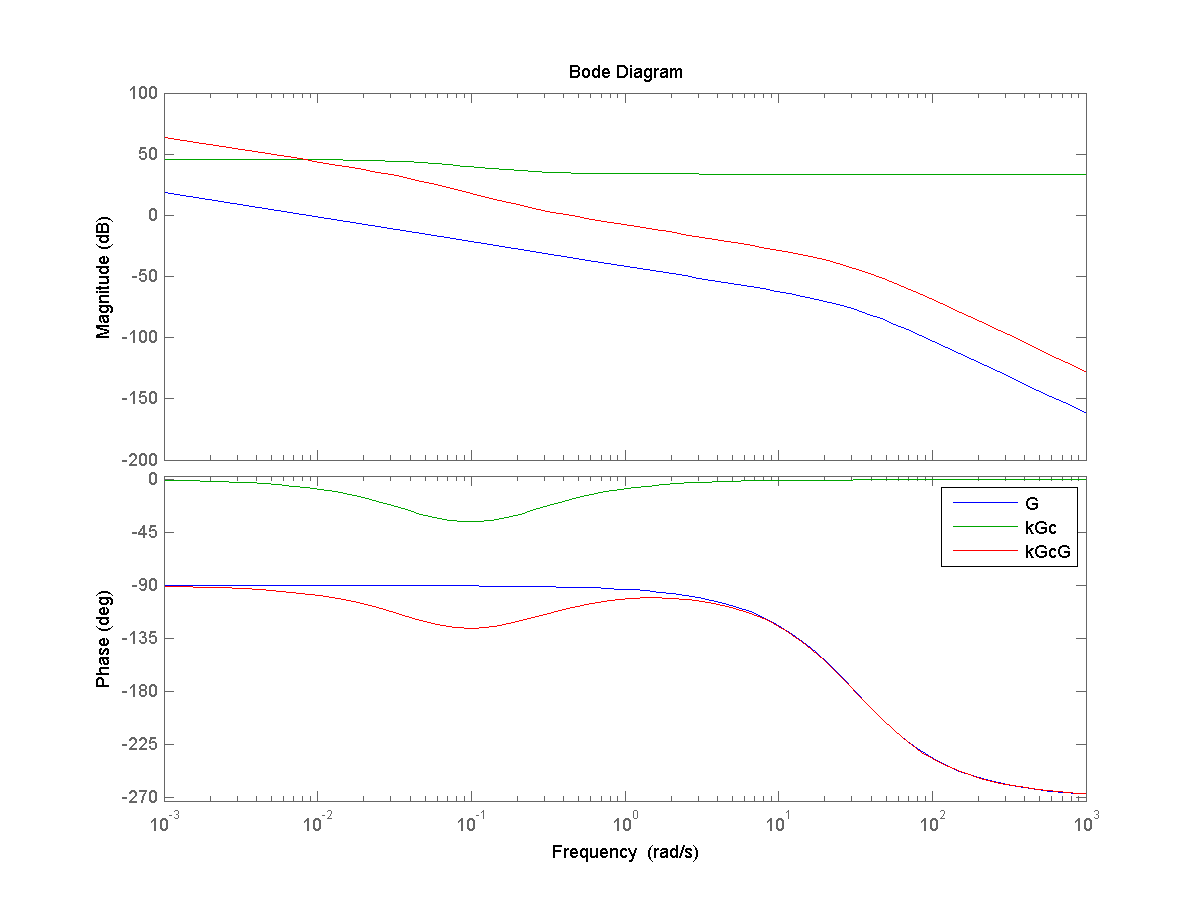 Bode Diagram
Magnitude (dB)
100
50
0
-50
-100
-150
-200
Phase (deg)
0
-45
-90
-135
-180
-225
-270
G
kGc
kGcG
10^-3 10^-2 10^-1 10^0 10^1 10^2 10^3
Frequency (rad/s)